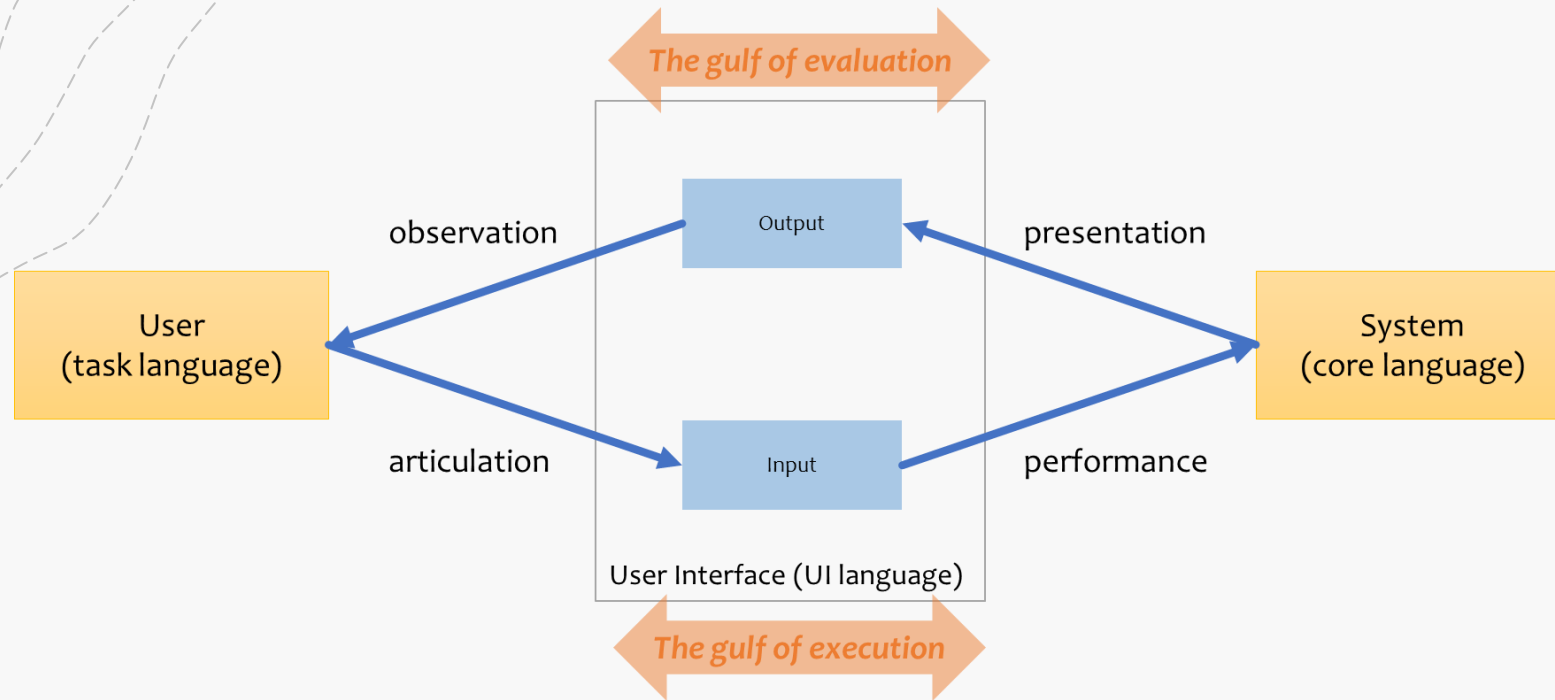 The gulf of evaluation
observation
Output
presentation
User
(task language)
System
(core language)
articulation
Input
performance
User Interface (UI language)
The gulf of execution